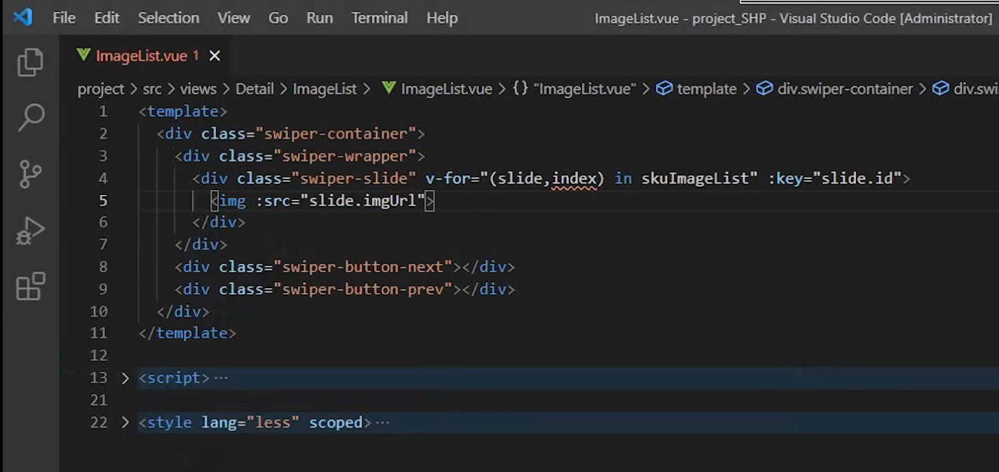 File Edit Selection View Go Run Terminal Help ImageList.vue - project_SHP - Visual Studio Code [Administrator]
ImageList.vue 1
project > src > views > Detail > ImageList > ImageList.vue > {} "ImageList.vue" > template > div.swiper-container > div.swi
1 <template>
2 <div class="swiper-container">
3 <div class="swiper-wrapper">
4 <div class="swiper-slide" v-for="(slide,index) in skuImageList" :key="slide.id">
5 <img :src="slide.imgUrl">
6 </div>
7 </div>
8 <div class="swiper-button-next"></div>
9 <div class="swiper-button-prev"></div>
10 </div>
11 </template>
12
13 <script>···
21
22 <style lang="less" scoped>···